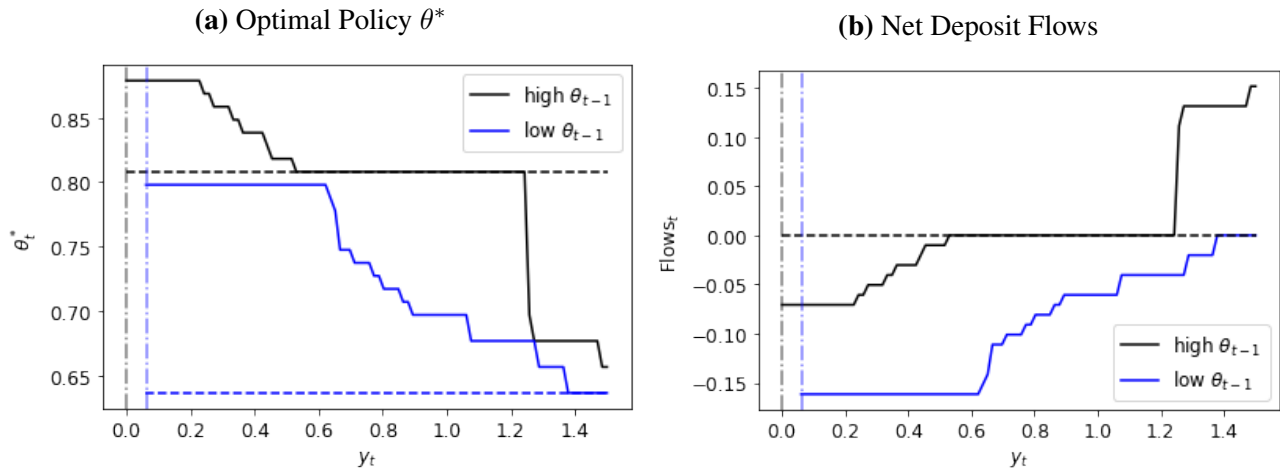 (a) Optimal Policy θ*
(b) Net Deposit Flows
high θₜ₋₁
low θₜ₋₁
0.85
0.80
0.75
0.70
0.65
θₜ*
0.0 0.2 0.4 0.6 0.8 1.0 1.2 1.4
yₜ
0.15
0.10
0.05
0.00
−0.05
−0.10
−0.15
Flowsₜ
high θₜ₋₁
low θₜ₋₁
0.0 0.2 0.4 0.6 0.8 1.0 1.2 1.4
yₜ